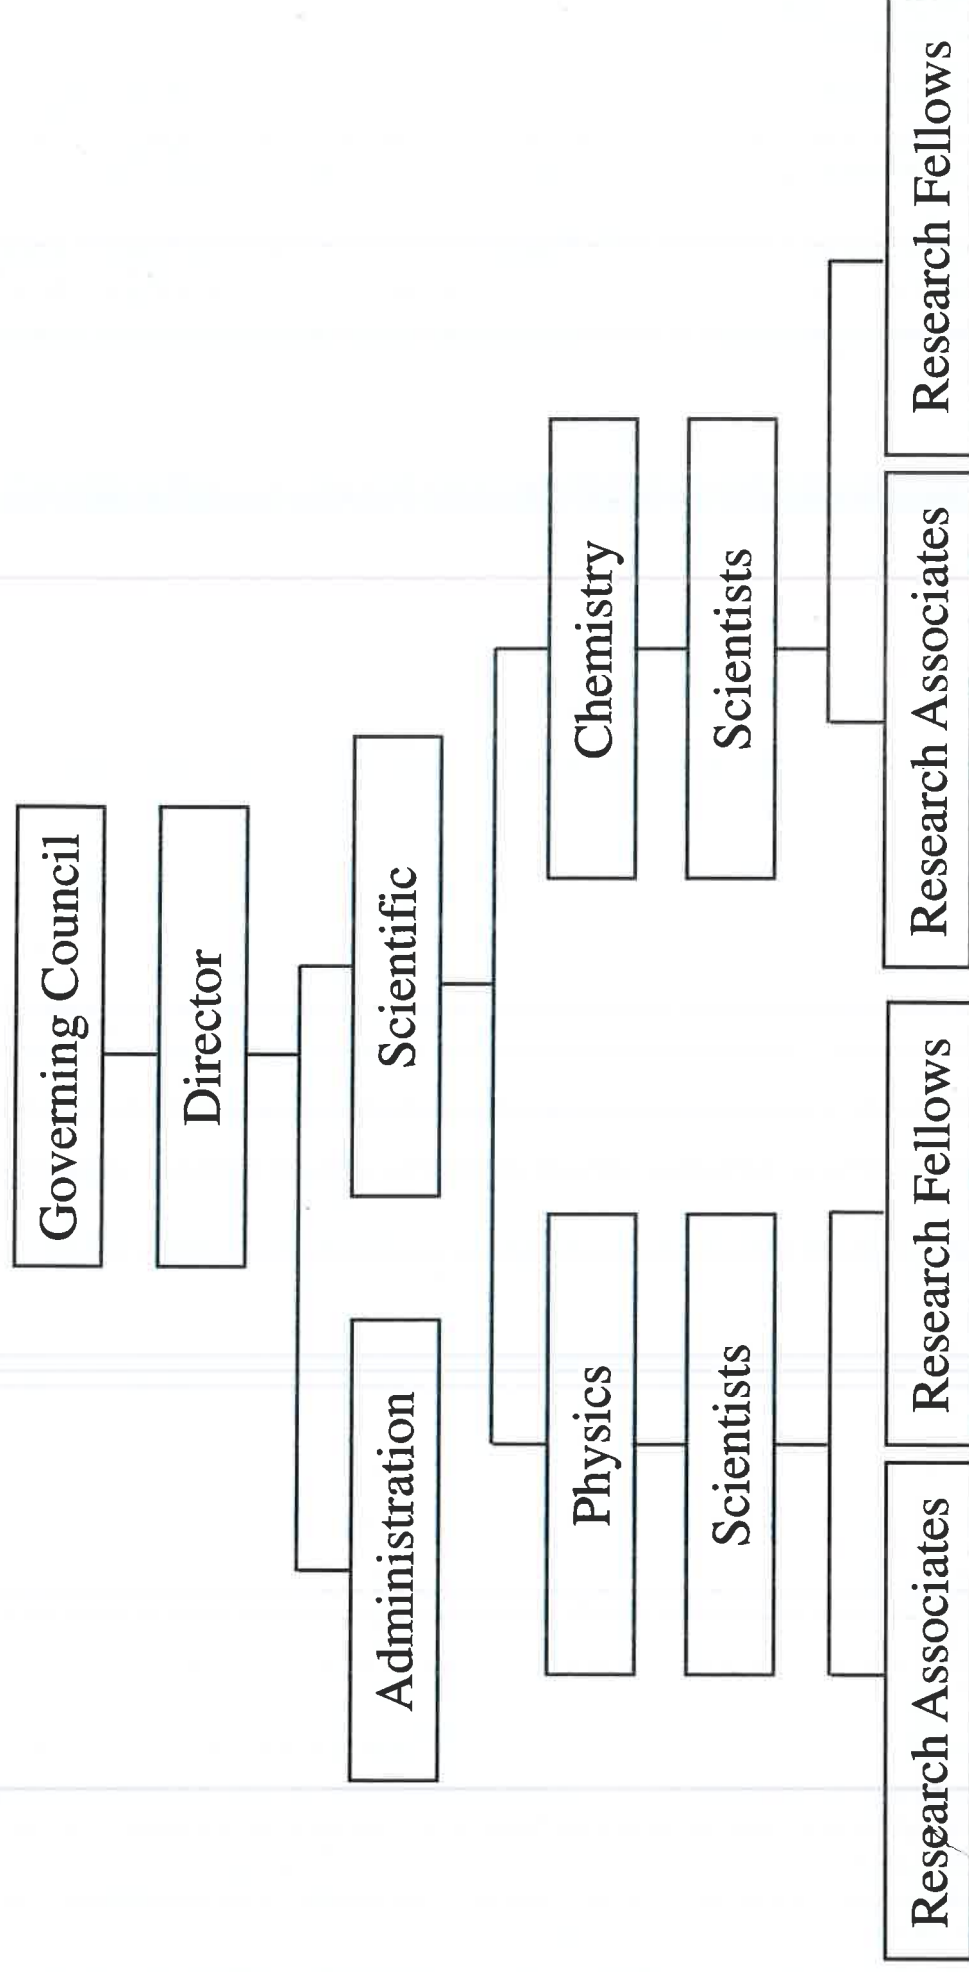 Governing Council
Director
Administration
Scientific
Physics
Chemistry
Scientists
Scientists
Research Associates
Research Fellows
Research Associates
Research Fellows